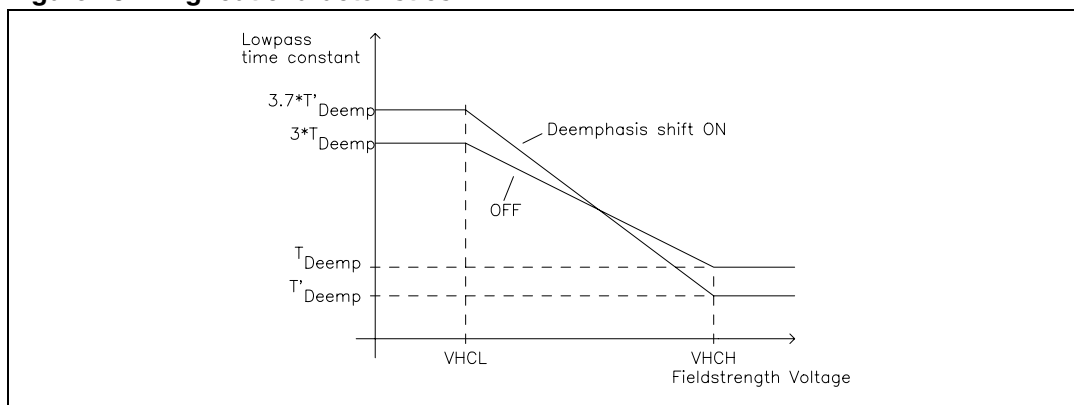 Lowpass
time constant
3.7*T'Deemp
3*TDeemp
Deemphasis shift ON
OFF
TDeemp
T'Deemp
VHCL
VHCH
Fieldstrength Voltage